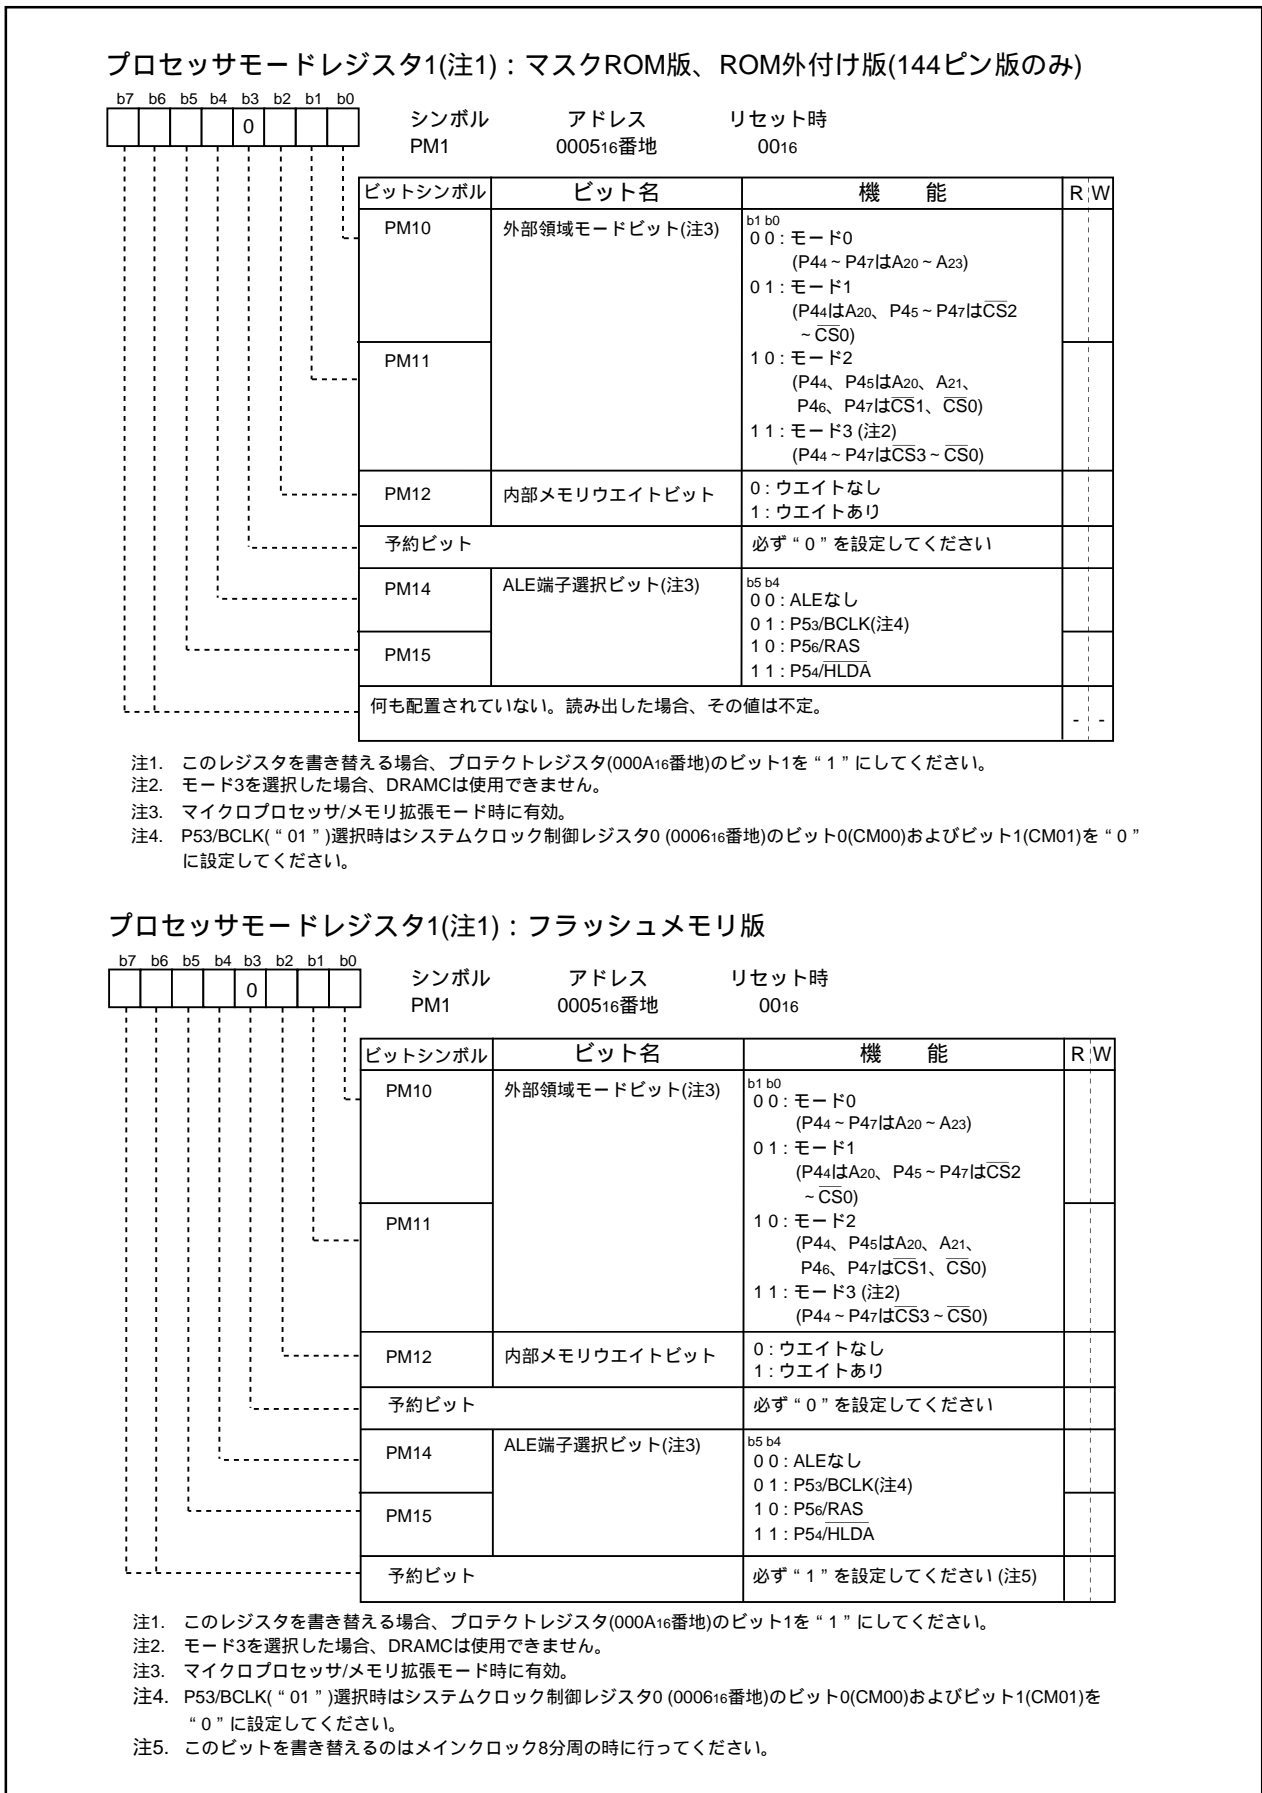 プロセッサモードレジスタ1(注1)：マスクROM版、ROM外付け版(144ピン版のみ)
b7 b6 b5 b4 b3 b2 b1 b0
0
シンボル アドレス リセット時
PM1 000516番地 0016
ビットシンボル ビット名 機 能 R W
PM10 外部領域モードビット(注3) b1 b0
0 0 : モード0
(P44～P47はA20～A23)
0 1 : モード1
(P44はA20、P45～P47はCS2
～CS0)
PM11 1 0 : モード2
(P44、P45はA20、A21、
P46、P47はCS1、CS0)
1 1 : モード3 (注2)
(P44～P47はCS3～CS0)
PM12 内部メモリウエイトビット 0 : ウエイトなし
1 : ウエイトあり
予約ビット 必ず“0”を設定してください
PM14 ALE端子選択ビット(注3) b5 b4
0 0 : ALEなし
0 1 : P53/BCLK(注4)
PM15 1 0 : P56/RAS
1 1 : P54/HLDA
何も配置されていない。読み出した場合、その値は不定。 - -
注1. このレジスタを書き替える場合、プロテクトレジスタ(000A16番地)のビット1を“1”にしてください。
注2. モード3を選択した場合、DRAMCは使用できません。
注3. マイクロプロセッサ/メモリ拡張モード時に有効。
注4. P53/BCLK(“01”)選択時はシステムクロック制御レジスタ0 (000616番地)のビット0(CM00)およびビット1(CM01)を“0”
に設定してください。
プロセッサモードレジスタ1(注1)：フラッシュメモリ版
b7 b6 b5 b4 b3 b2 b1 b0
0
シンボル アドレス リセット時
PM1 000516番地 0016
ビットシンボル ビット名 機 能 R W
PM10 外部領域モードビット(注3) b1 b0
0 0 : モード0
(P44～P47はA20～A23)
0 1 : モード1
(P44はA20、P45～P47はCS2
～CS0)
PM11 1 0 : モード2
(P44、P45はA20、A21、
P46、P47はCS1、CS0)
1 1 : モード3 (注2)
(P44～P47はCS3～CS0)
PM12 内部メモリウエイトビット 0 : ウエイトなし
1 : ウエイトあり
予約ビット 必ず“0”を設定してください
PM14 ALE端子選択ビット(注3) b5 b4
0 0 : ALEなし
0 1 : P53/BCLK(注4)
PM15 1 0 : P56/RAS
1 1 : P54/HLDA
予約ビット 必ず“1”を設定してください (注5)
注1. このレジスタを書き替える場合、プロテクトレジスタ(000A16番地)のビット1を“1”にしてください。
注2. モード3を選択した場合、DRAMCは使用できません。
注3. マイクロプロセッサ/メモリ拡張モード時に有効。
注4. P53/BCLK(“01”)選択時はシステムクロック制御レジスタ0 (000616番地)のビット0(CM00)およびビット1(CM01)を
“0”に設定してください。
注5. このビットを書き替えるのはメインクロック8分周の時に行ってください。